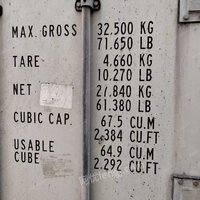 MAX. GROSS 32.500 KG
71.650 LB
TARE 4.660 KG
10.270 LB
NET 27.840 KG
61.380 LB
CUBIC CAP. 67.5 CU.M
2.384 CU.FT
USABLE CUBE 64.9 CU.M
2.292 CU.FT